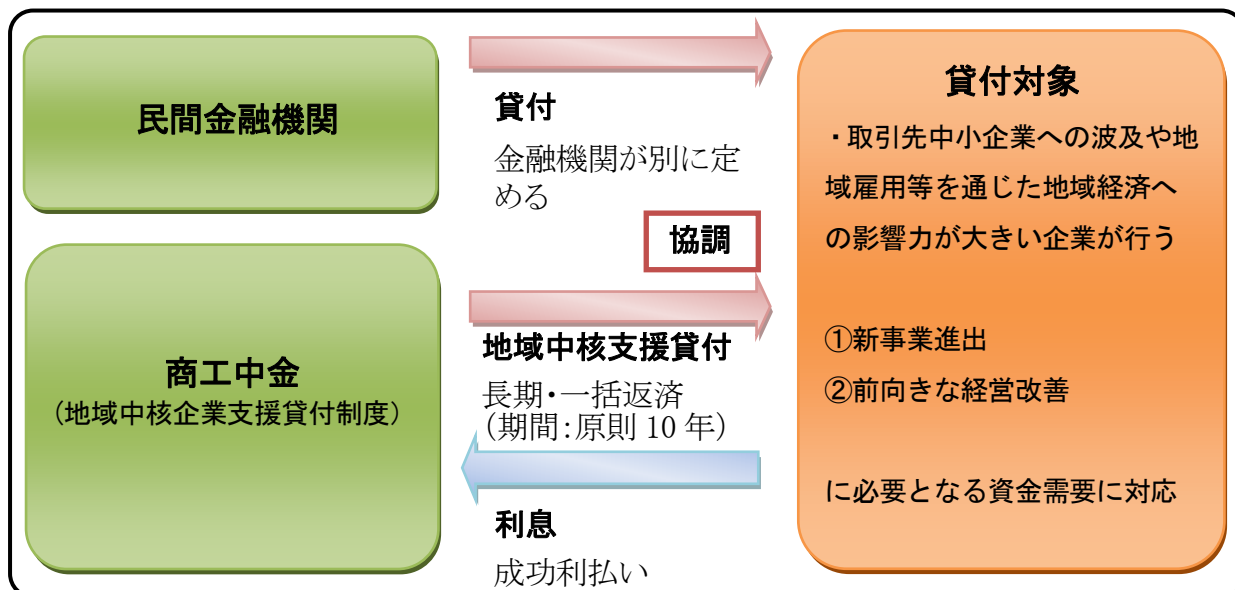 民間金融機関
貸付
金融機関が別に定
める
協調
商工中金
（地域中核企業支援貸付制度）
地域中核支援貸付
長期・一括返済
（期間：原則 10 年）
利息
成功利払い
貸付対象
・取引先中小企業への波及や地
域雇用等を通じた地域経済へ
の影響力が大きい企業が行う
①新事業進出
②前向きな経営改善
に必要となる資金需要に対応